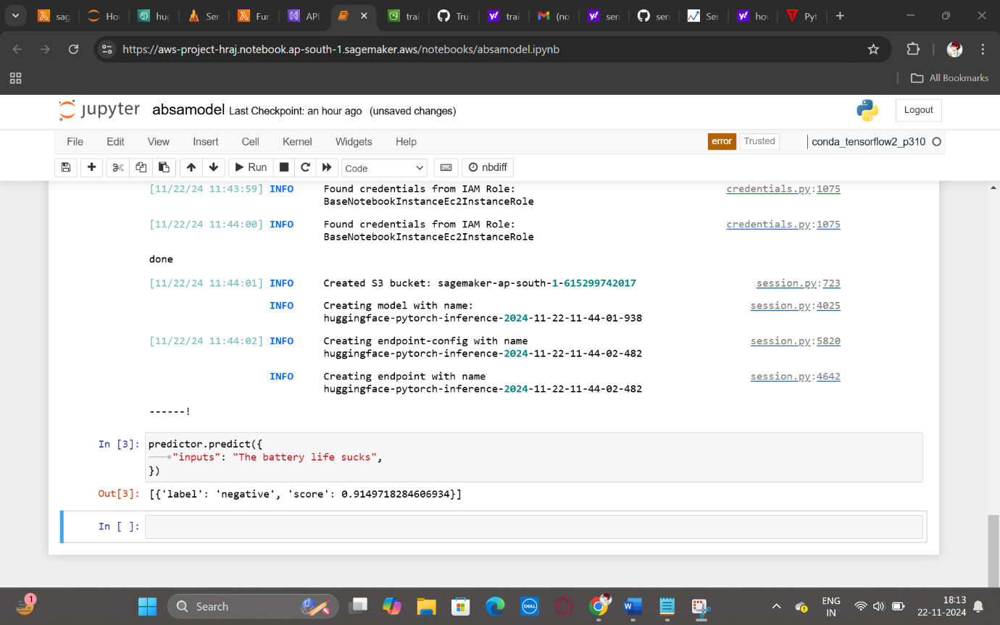 sag
Ho
hug
Ser
Fur
API
trai
Tru
trai
(no
sen
sen
Ser
hov
Pyt
https://aws-project-hraj.notebook.ap-south-1.sagemaker.aws/notebooks/absamodel.ipynb
All Bookmarks
jupyter absamodel Last Checkpoint: an hour ago (unsaved changes)
Logout
File Edit View Insert Cell Kernel Widgets Help
error Trusted conda_tensorflow2_p310
Run Code nbdiff
[11/22/24 11:43:59] INFO Found credentials from IAM Role: credentials.py:1075
BaseNotebookInstanceEc2InstanceRole
[11/22/24 11:44:00] INFO Found credentials from IAM Role: credentials.py:1075
BaseNotebookInstanceEc2InstanceRole
done
[11/22/24 11:44:01] INFO Created S3 bucket: sagemaker-ap-south-1-615299742017 session.py:723
INFO Creating model with name: session.py:4025
huggingface-pytorch-inference-2024-11-22-11-44-01-938
[11/22/24 11:44:02] INFO Creating endpoint-config with name session.py:5820
huggingface-pytorch-inference-2024-11-22-11-44-02-482
INFO Creating endpoint with name session.py:4642
huggingface-pytorch-inference-2024-11-22-11-44-02-482
------!
In [3]: predictor.predict({
"inputs": "The battery life sucks",
})
Out[3]: [{'label': 'negative', 'score': 0.9149718284606934}]
In [ ]:
1
Search
DELL
ENG
IN
18:13
22-11-2024